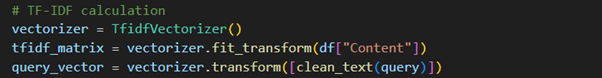 # TF-IDF calculation
vectorizer = TfidfVectorizer()
tfidf_matrix = vectorizer.fit_transform(df["Content"])
query_vector = vectorizer.transform([clean_text(query)])